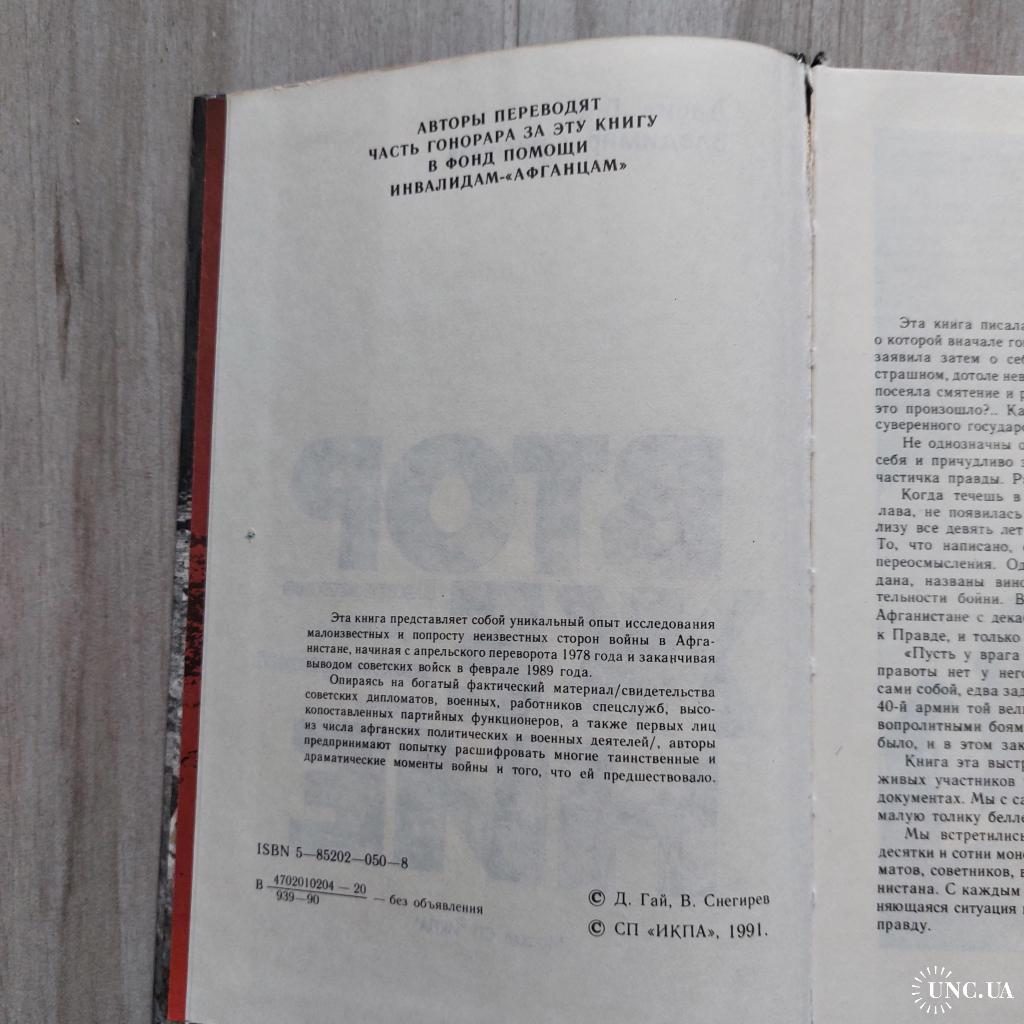 АВТОРЫ ПЕРЕВОДЯТ
ЧАСТЬ ГОНОРАРА ЗА ЭТУ КНИГУ
В ФОНД ПОМОЩИ
ИНВАЛИДАМ-«АФГАНЦАМ»
Эта книга представляет собой уникальный опыт исследования
малоизвестных и попросту неизвестных сторон войны в Афга-
нистане, начиная с апрельского переворота 1978 года и заканчивая
выводом советских войск в феврале 1989 года.
Опираясь на богатый фактический материал/свидетельства
советских дипломатов, военных, работников спецслужб, высо-
копоставленных партийных функционеров, а также первых лиц
из числа афганских политических и военных деятелей/, авторы
предпринимают попытку расшифровать многие таинственные и
драматические моменты войны и того, что ей предшествовало.
ISBN 5—85202—050—8
В 4702010204 — 20
939—90 — без объявления
© Д. Гай, В. Снегирев
© СП «ИКПА», 1991.
Эта книга писала
о которой вначале го
заявила затем о се
страшном, дотоле нев
посеяла смятение и
это произошло?.. Ка
суверенного государ
Не однозначны
себя и причудливо
частичка правды.
Когда течешь в
лава, не появилась
лизу все девять лет
То, что написано,
переосмысления. Од
дана, названы вин
тельности бойни. В
Афганистане с дека
к Правде, и только
«Пусть у врага
правоты нет у него
сами собой, едва зад
40-й армии той вел
вопролитными боям
было, и в этом зак
Книга эта выстр
живых участников
документах. Мы с са
малую толику белле
Мы встретились
десятки и сотни мон
матов, советников, в
нистана. С каждым
няющаяся ситуация
правду.
UNC.UA